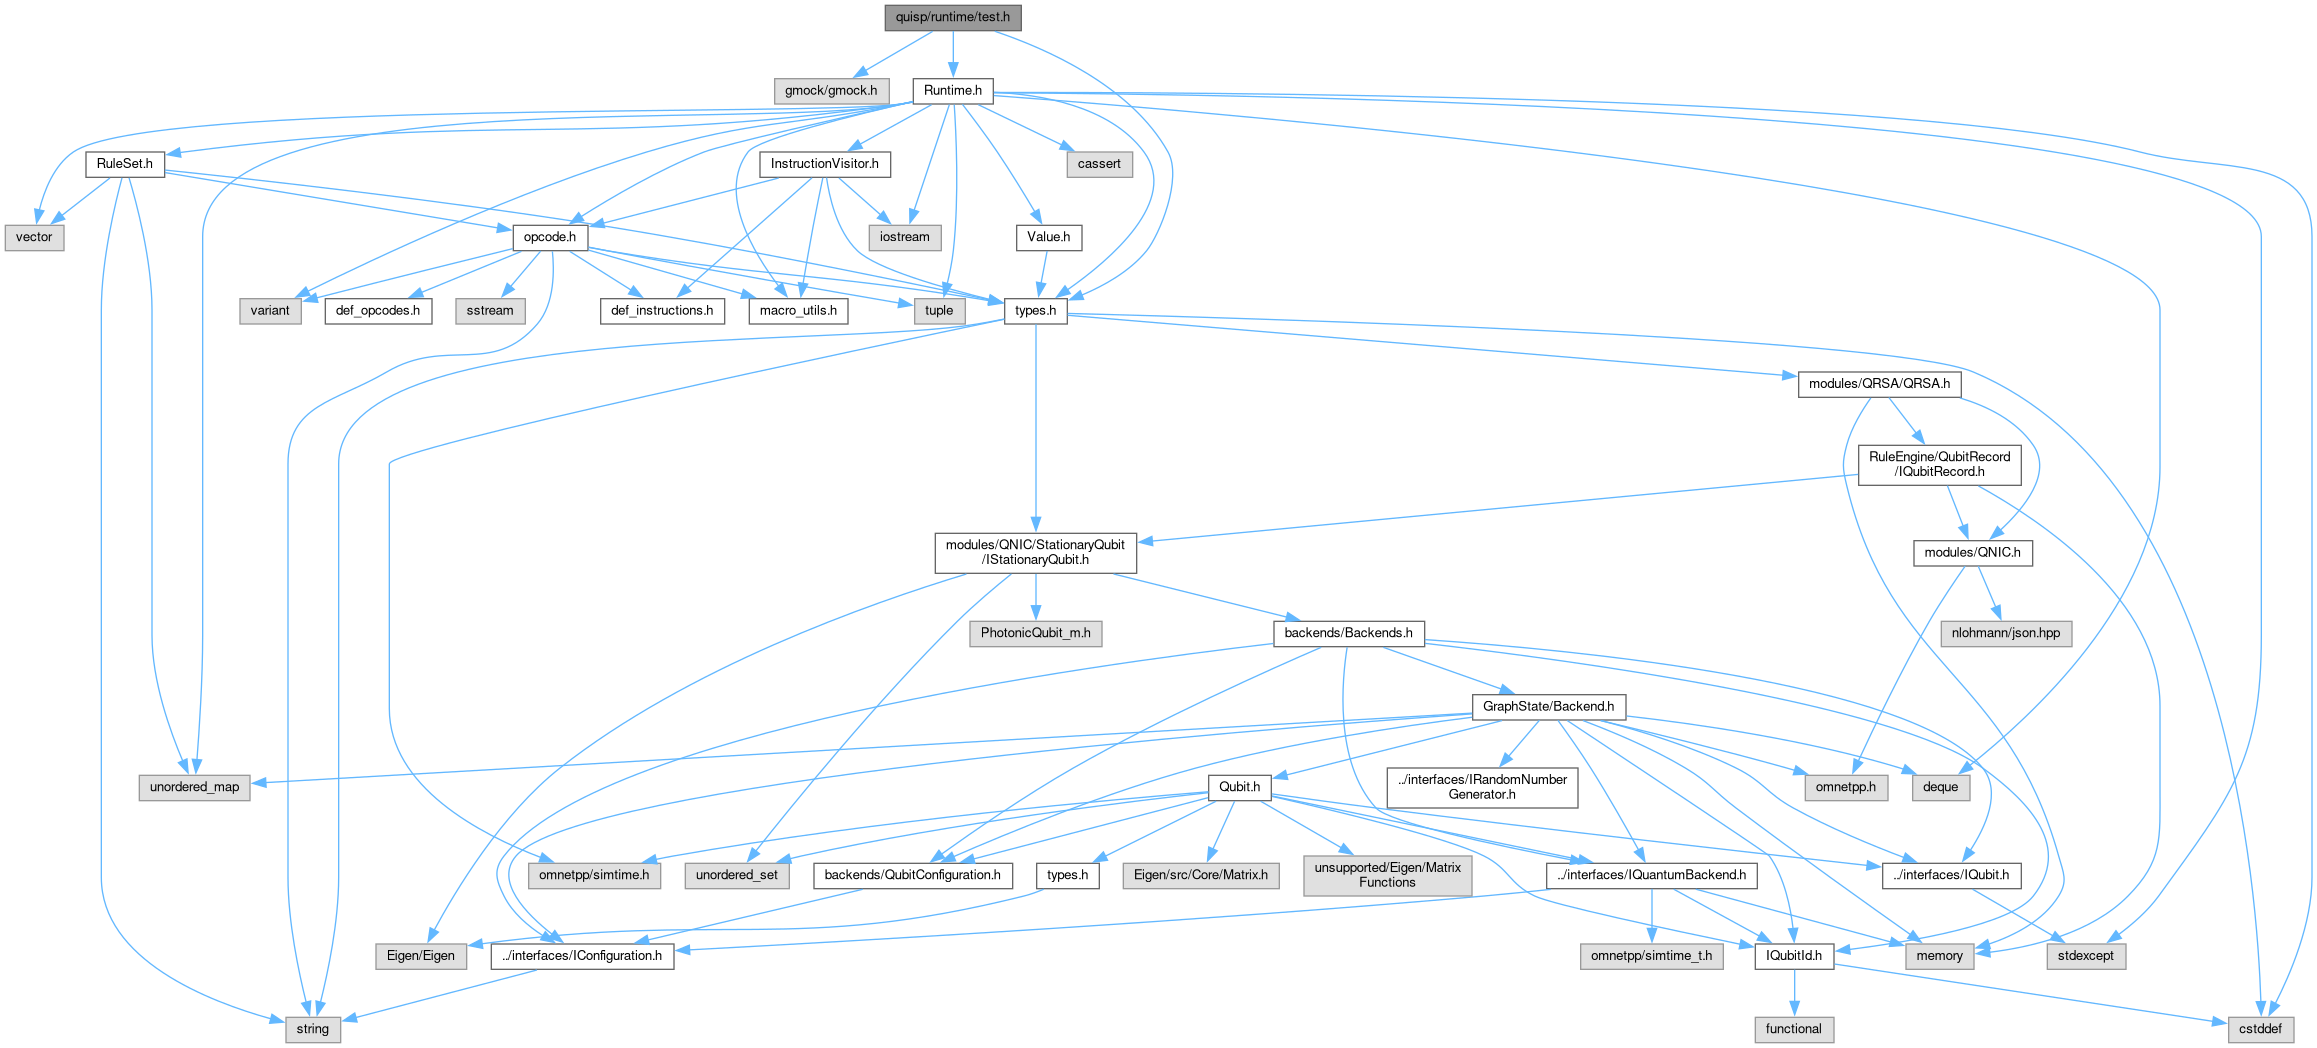 quisp/runtime/test.h
gmock/gmock.h
Runtime.h
RuleSet.h
InstructionVisitor.h
cassert
vector
opcode.h
iostream
Value.h
variant
def_opcodes.h
sstream
def_instructions.h
macro_utils.h
tuple
types.h
modules/QRSA/QRSA.h
RuleEngine/QubitRecord
/IQubitRecord.h
modules/QNIC/StationaryQubit
/IStationaryQubit.h
modules/QNIC.h
PhotonicQubit_m.h
backends/Backends.h
nlohmann/json.hpp
GraphState/Backend.h
unordered_map
Qubit.h
../interfaces/IRandomNumber
Generator.h
omnetpp.h
deque
omnetpp/simtime.h
unordered_set
backends/QubitConfiguration.h
types.h
Eigen/src/Core/Matrix.h
unsupported/Eigen/Matrix
Functions
../interfaces/IQuantumBackend.h
../interfaces/IQubit.h
Eigen/Eigen
../interfaces/IConfiguration.h
omnetpp/simtime_t.h
IQubitId.h
memory
stdexcept
string
functional
cstddef